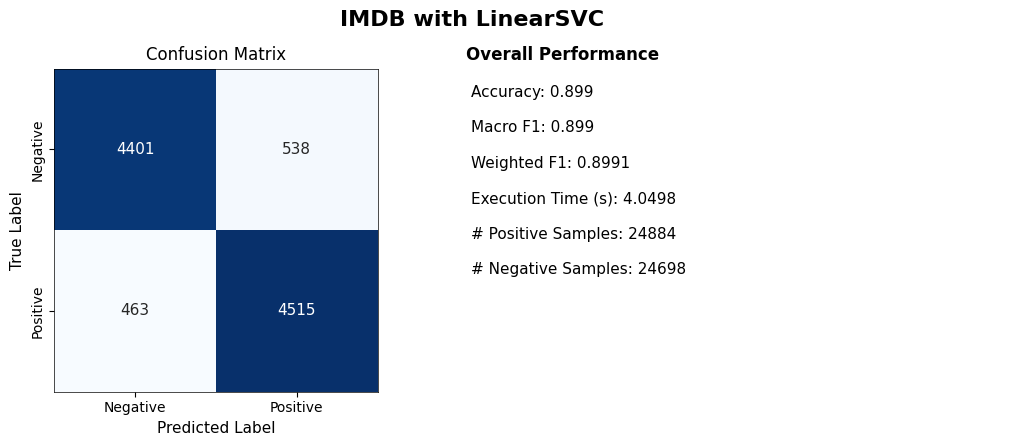 IMDB with LinearSVC
Confusion Matrix
True Label
Negative
Positive
4401 538
463 4515
Negative Positive
Predicted Label
Overall Performance
Accuracy: 0.899
Macro F1: 0.899
Weighted F1: 0.8991
Execution Time (s): 4.0498
# Positive Samples: 24884
# Negative Samples: 24698